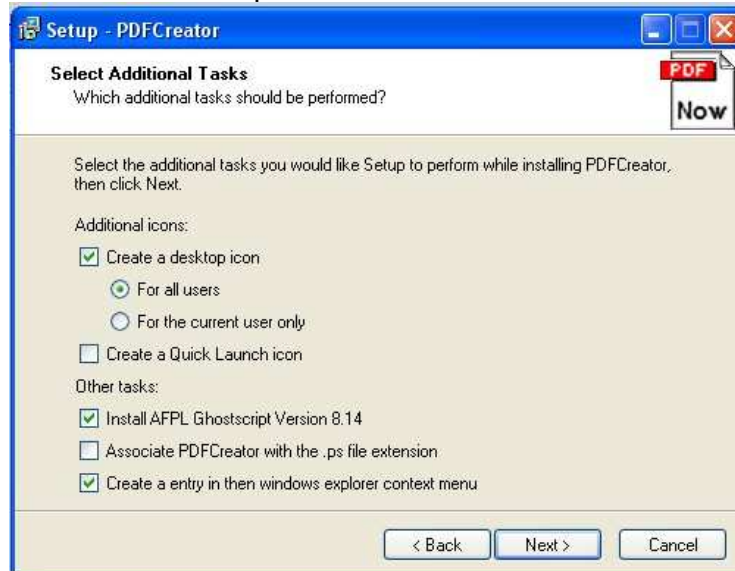 Setup - PDFCreator
Select Additional Tasks
Which additional tasks should be performed?
PDF
Now
Select the additional tasks you would like Setup to perform while installing PDFCreator,
then click Next.
Additional icons:
Create a desktop icon
For all users
For the current user only
Create a Quick Launch icon
Other tasks:
Install AFPL Ghostscript Version 8.14
Associate PDFCreator with the .ps file extension
Create a entry in then windows explorer context menu
< Back
Next >
Cancel